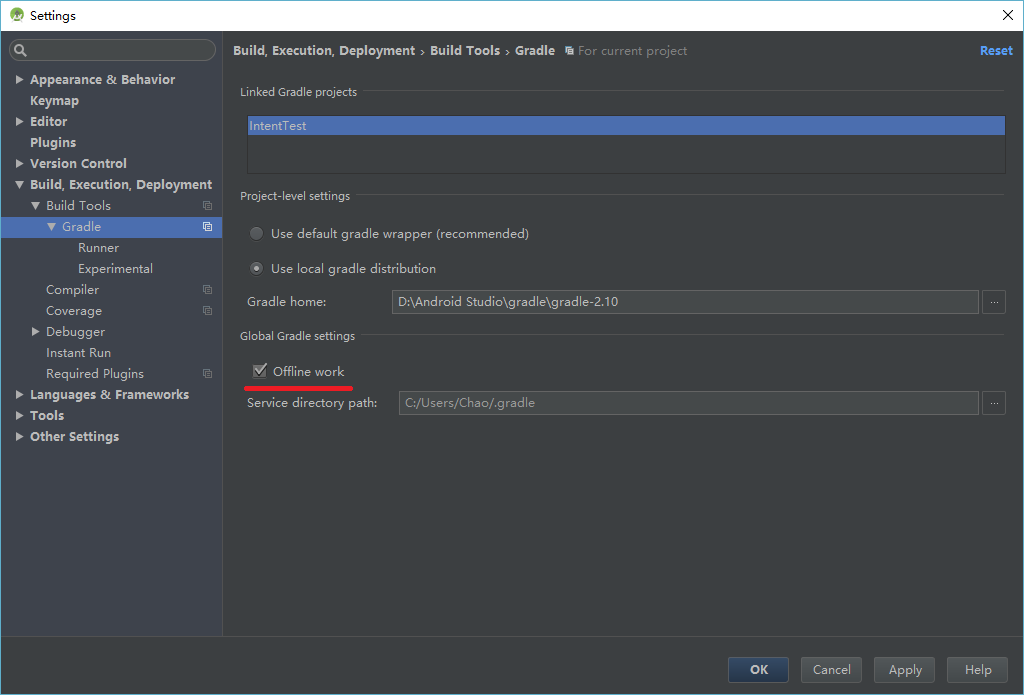 Settings
Appearance & Behavior
Keymap
Editor
Plugins
Version Control
Build, Execution, Deployment
Build Tools
Gradle
Runner
Experimental
Compiler
Coverage
Debugger
Instant Run
Required Plugins
Languages & Frameworks
Tools
Other Settings
Build, Execution, Deployment › Build Tools › Gradle For current project Reset
Linked Gradle projects
IntentTest
Project-level settings
Use default gradle wrapper (recommended)
Use local gradle distribution
Gradle home: D:\Android Studio\gradle\gradle-2.10 ...
Global Gradle settings
Offline work
Service directory path: C:/Users/Chao/.gradle ...
OK Cancel Apply Help